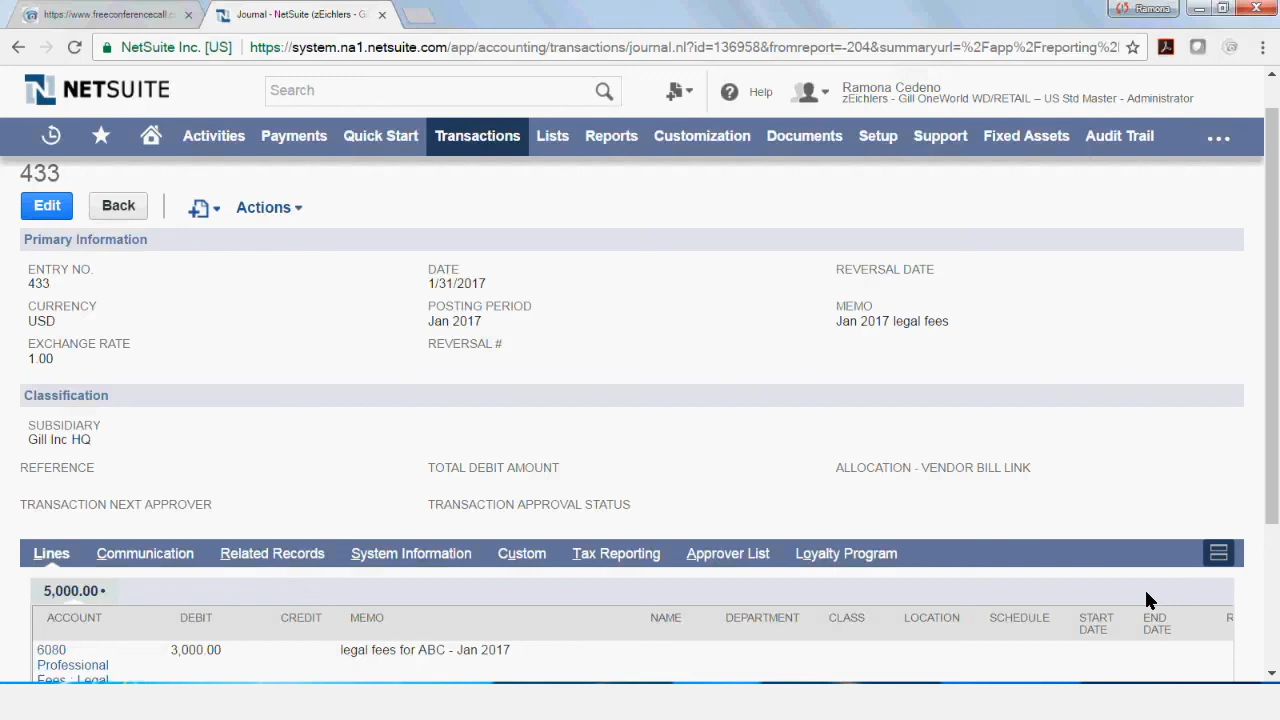 https://www.freeconferencecall.c
Journal - NetSuite (zEichlers - G
Ramona
NetSuite Inc. [US]
https://system.na1.netsuite.com/app/accounting/transactions/journal.nl?id=136958&fromreport=-204&summaryurl=%2Fapp%2Freporting%2
NETSUITE
Search
Help
Ramona Cedeno
zEichlers - Gill OneWorld WD/RETAIL – US Std Master - Administrator
Activities Payments Quick Start Transactions Lists Reports Customization Documents Setup Support Fixed Assets Audit Trail
433
Edit Back Actions
Primary Information
ENTRY NO. DATE REVERSAL DATE
433 1/31/2017
CURRENCY POSTING PERIOD MEMO
USD Jan 2017 Jan 2017 legal fees
EXCHANGE RATE REVERSAL #
1.00
Classification
SUBSIDIARY
Gill Inc HQ
REFERENCE TOTAL DEBIT AMOUNT ALLOCATION - VENDOR BILL LINK
TRANSACTION NEXT APPROVER TRANSACTION APPROVAL STATUS
Lines Communication Related Records System Information Custom Tax Reporting Approver List Loyalty Program
5,000.00 •
ACCOUNT DEBIT CREDIT MEMO NAME DEPARTMENT CLASS LOCATION SCHEDULE START DATE END DATE R
6080 3,000.00 legal fees for ABC - Jan 2017
Professional
Fees : Legal